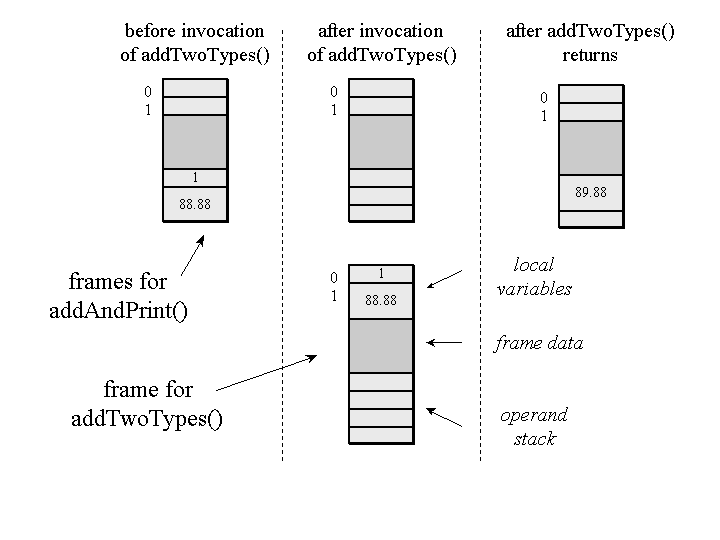 before invocation
of addTwoTypes()
after invocation
of addTwoTypes()
after addTwoTypes()
returns
0
1
1
88.88
0
1
0
1
89.88
frames for
addAndPrint()
0
1
1
88.88
local
variables
frame data
frame for
addTwoTypes()
operand
stack